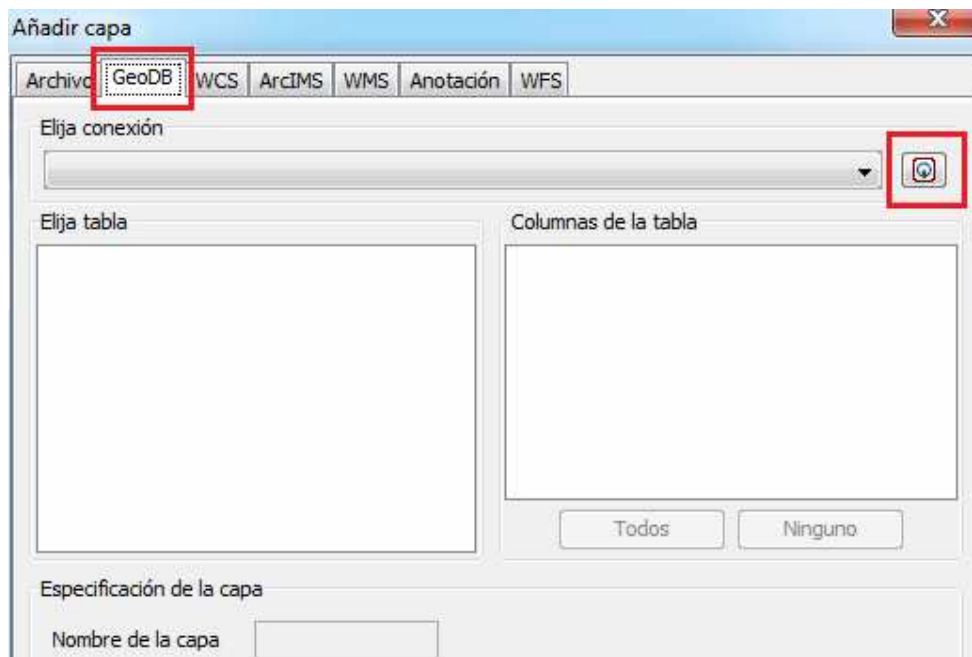 Añadir capa
Archivo GeoDB WCS ArcIMS WMS Anotación WFS
Elija conexión
Elija tabla
Columnas de la tabla
Todos Ninguno
Especificación de la capa
Nombre de la capa